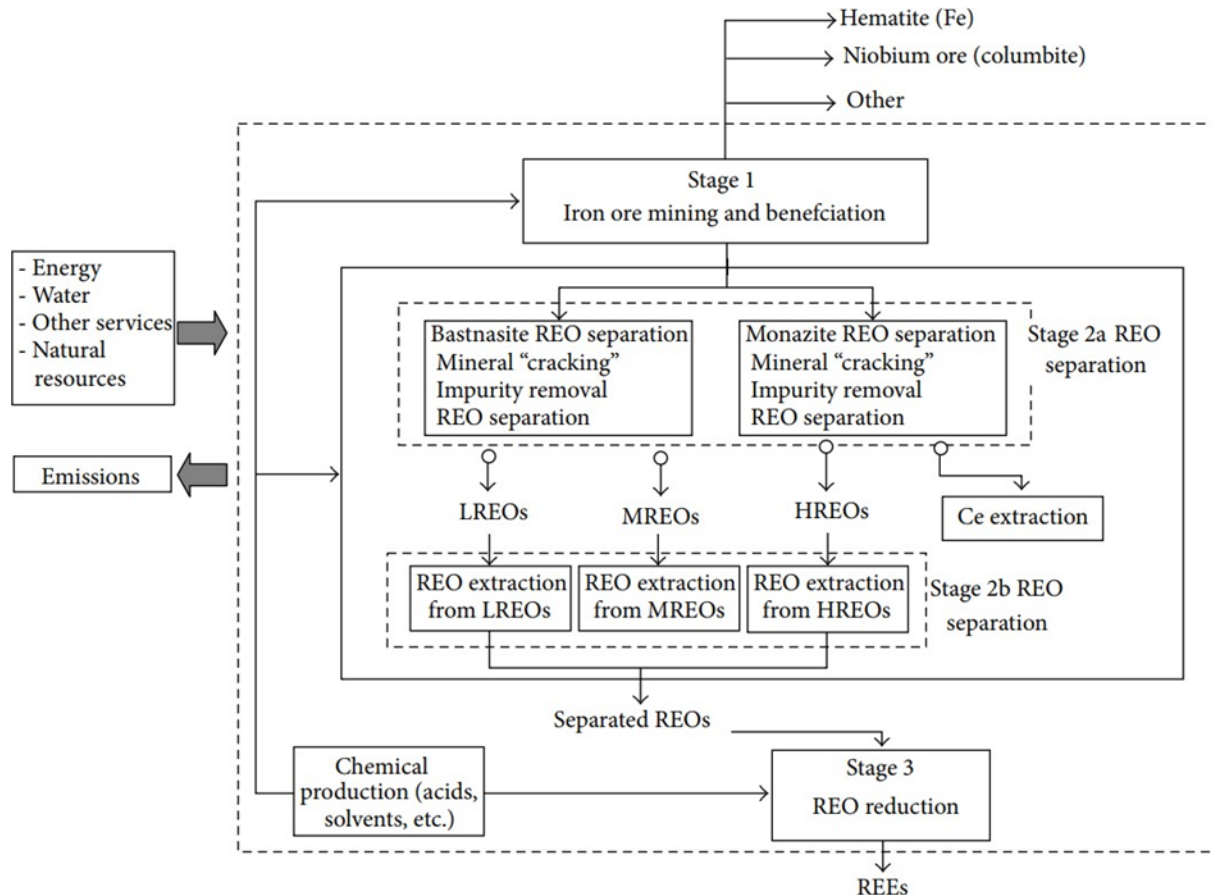 Hematite (Fe)
Niobium ore (columbite)
Other
Stage 1
Iron ore mining and benefciation
- Energy
- Water
- Other services
- Natural
resources
Emissions
Bastnasite REO separation
Mineral “cracking”
Impurity removal
REO separation
Monazite REO separation
Mineral “cracking”
Impurity removal
REO separation
Stage 2a REO
separation
LREOs
MREOs
HREOs
Ce extraction
REO extraction
from LREOs
REO extraction
from MREOs
REO extraction
from HREOs
Stage 2b REO
separation
Separated REOs
Chemical
production (acids,
solvents, etc.)
Stage 3
REO reduction
REEs